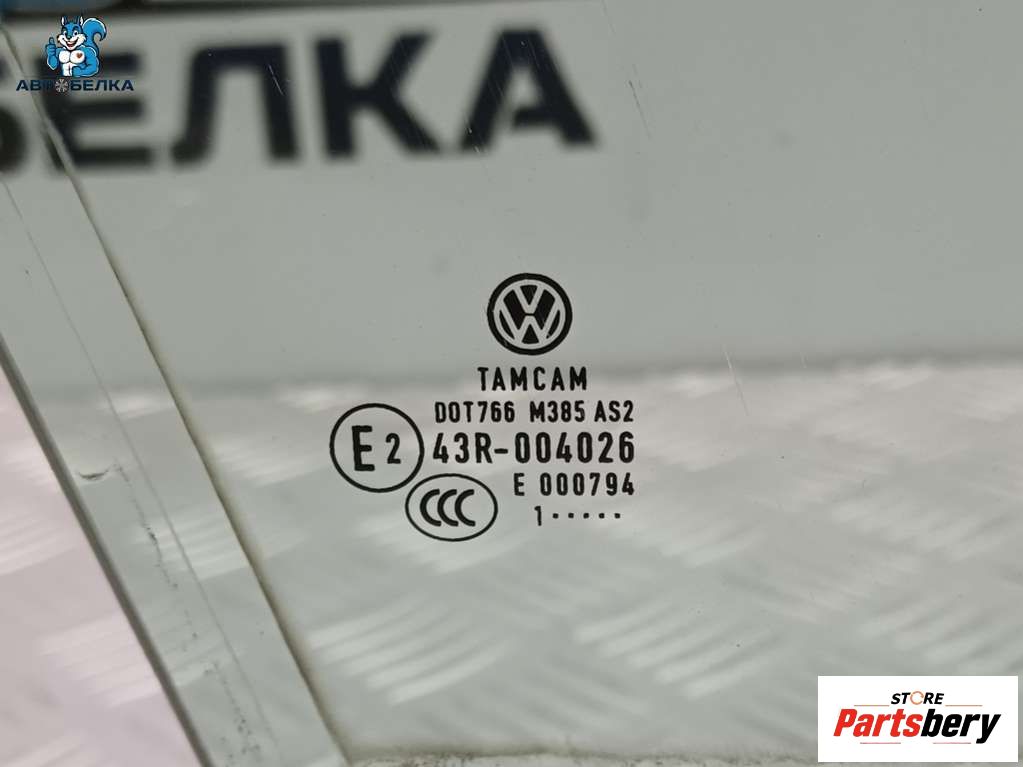 АВТОБЕЛКА
БЕЛКА
TAMCAM
DOT766 M385 AS2
E2 43R-004026
E 000794
CCC
1·····
STORE
Partsbery